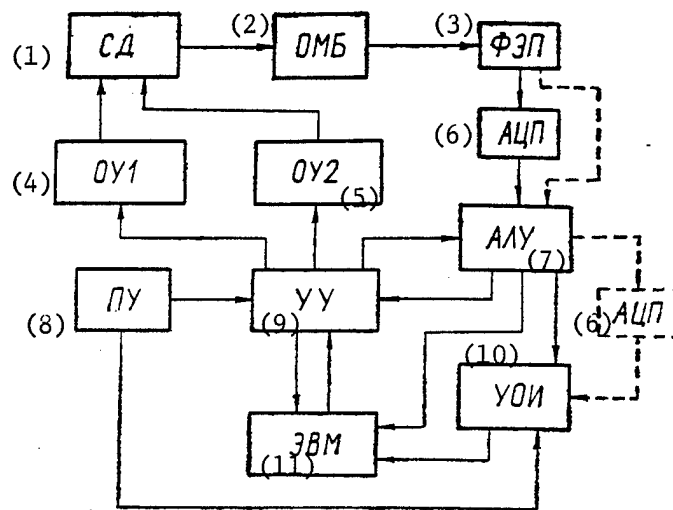 (1) СД (2) ОМБ (3) ФЭП
(6) АЦП
(4) ОУ1 ОУ2 (5)
АЛУ (7)
(8) ПУ УУ (9) (6) АЦП
(10) УОИ
ЭВМ (11)